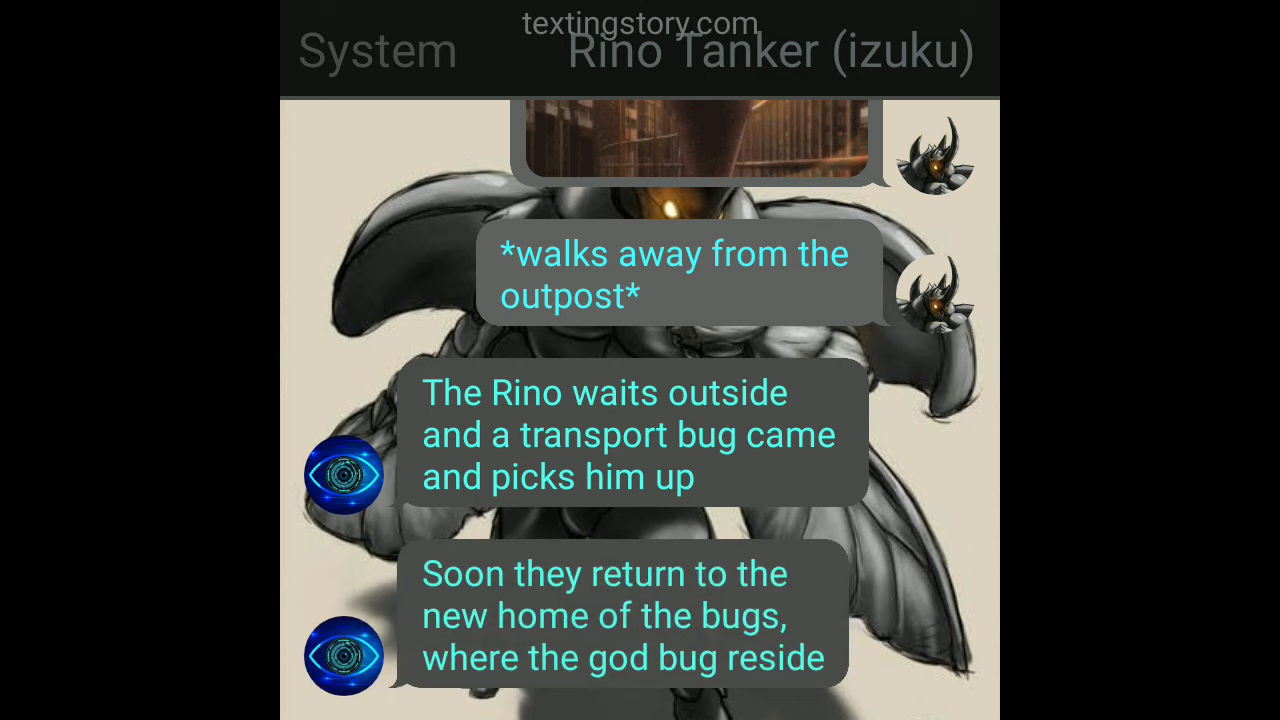 textingstory.com
System
Rino Tanker (izuku)
*walks away from the
outpost*
The Rino waits outside
and a transport bug came
and picks him up
Soon they return to the
new home of the bugs,
where the god bug reside